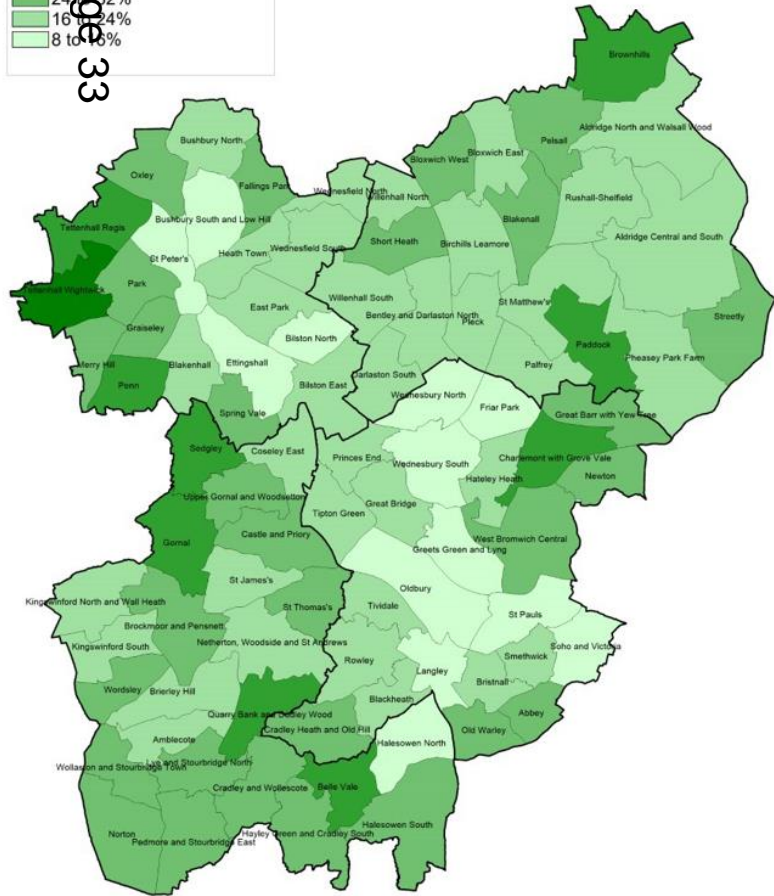 16 to 24%
8 to 16%
ge 33
Brownhills
Bushbury North
Aldridge North and Walsall Wood
Pelsall
Bloxwich East
Bloxwich West
Oxley
Fallings Park
Wednesfield North
Willenhall North
Rushall-Shelfield
Bushbury South and Low Hill
Blakenall
Tettenhall Regis
Short Heath
Birchills Leamore
Aldridge Central and South
Wednesfield South
Heath Town
St Peter's
Park
Tettenhall Wightwick
Willenhall South
St Matthew's
East Park
Bentley and Darlaston North
Pleck
Streetly
Graiseley
Bilston North
Paddock
Pheasey Park Farm
Merry Hill
Blakenhall
Ettingshall
Palfrey
Darlaston South
Penn
Bilston East
Wednesbury North
Friar Park
Spring Vale
Great Barr with Yew Tree
Sedgley
Coseley East
Princes End
Charlemont with Grove Vale
Wednesbury South
Newton
Hateley Heath
Upper Gornal and Woodsetton
Great Bridge
Tipton Green
Castle and Priory
West Bromwich Central
Gornal
Greets Green and Lyng
St James's
Oldbury
Kingswinford North and Wall Heath
St Thomas's
Tividale
St Pauls
Brockmoor and Pensnett
Netherton, Woodside and St Andrews
Kingswinford South
Soho and Victoria
Smethwick
Rowley
Langley
Bristnall
Wordsley
Brierley Hill
Blackheath
Quarry Bank and Dudley Wood
Abbey
Cradley Heath and Old Hill
Old Warley
Amblecote
Halesowen North
Lye and Stourbridge North
Wollaston and Stourbridge Town
Cradley and Wollescote
Belle Vale
Halesowen South
Norton
Hayley Green and Cradley South
Pedmore and Stourbridge East